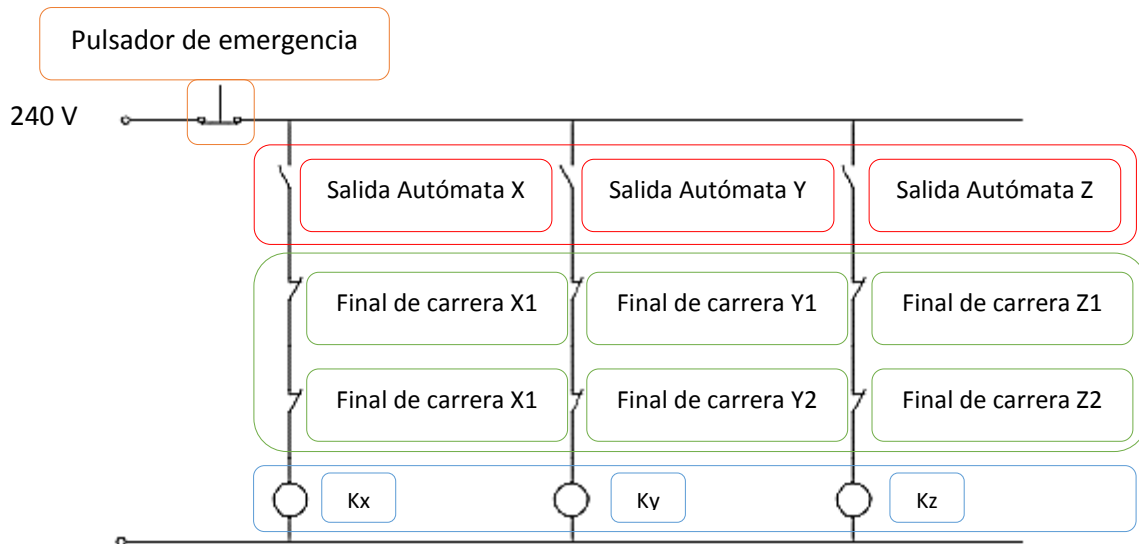 Pulsador de emergencia
240 V
Salida Autómata X
Salida Autómata Y
Salida Autómata Z
Final de carrera X1
Final de carrera Y1
Final de carrera Z1
Final de carrera X1
Final de carrera Y2
Final de carrera Z2
Kx
Ky
Kz